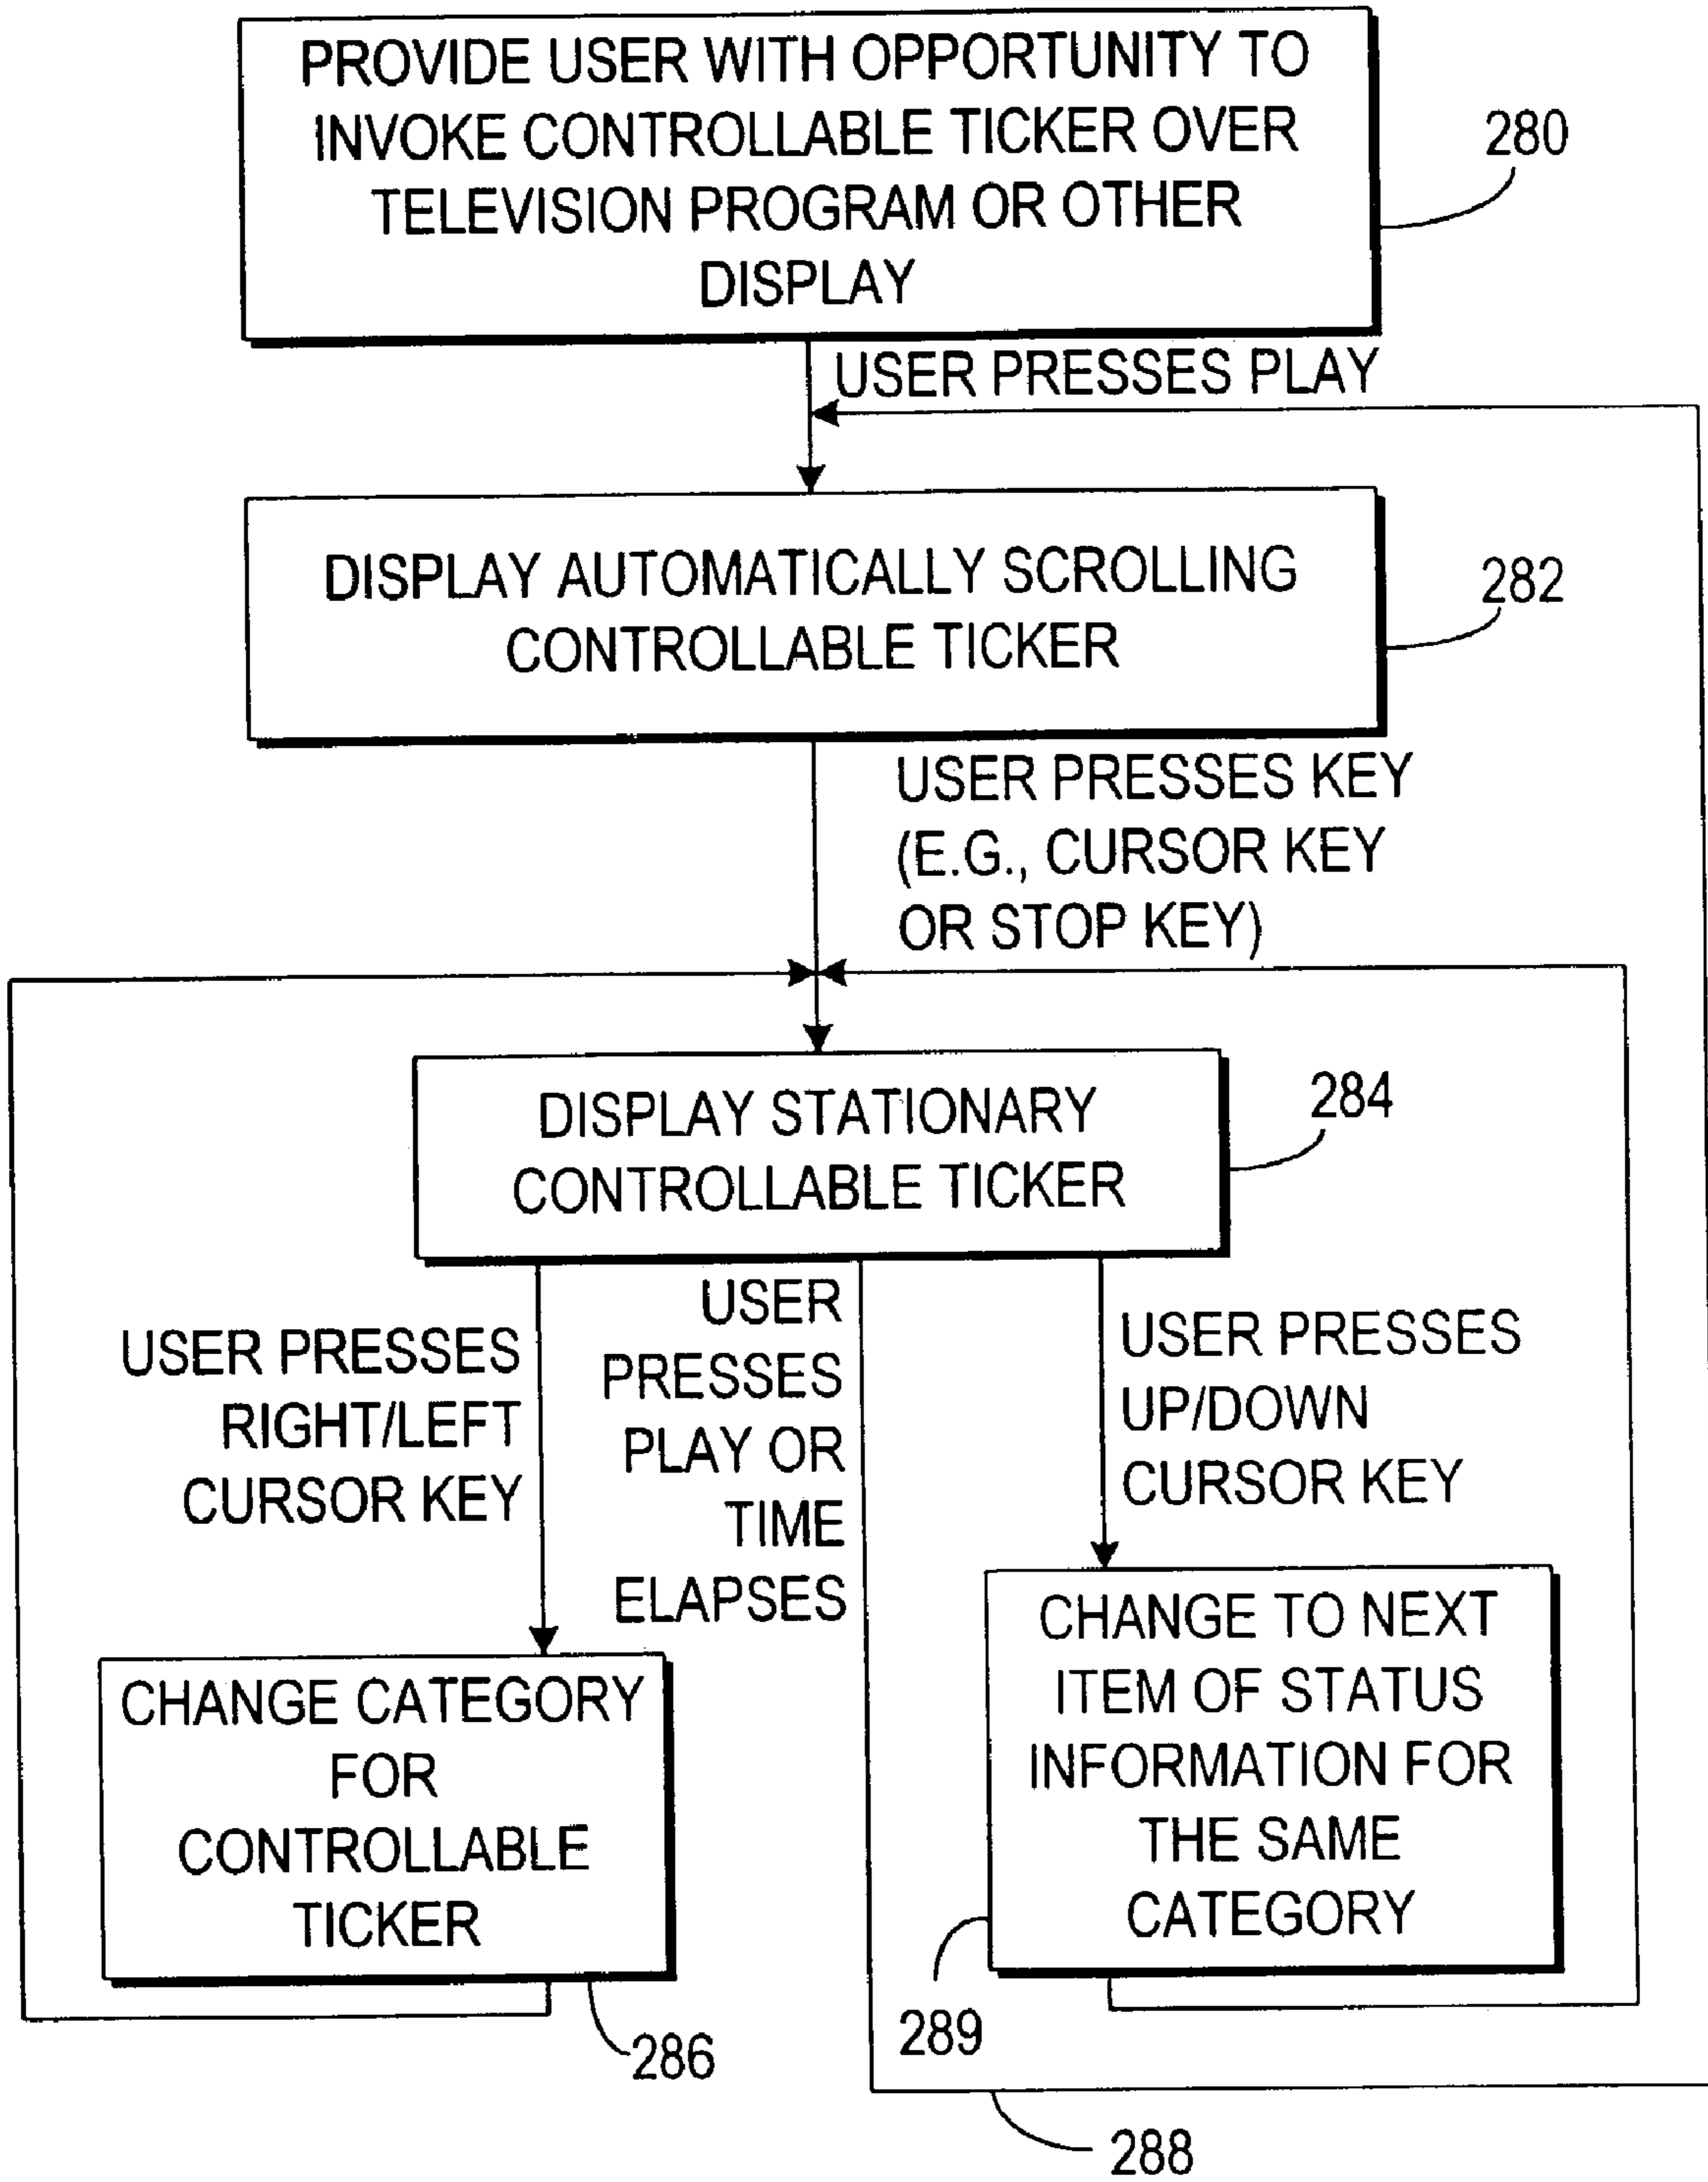 PROVIDE USER WITH OPPORTUNITY TO
INVOKE CONTROLLABLE TICKER OVER
TELEVISION PROGRAM OR OTHER
DISPLAY
280
USER PRESSES PLAY
DISPLAY AUTOMATICALLY SCROLLING
CONTROLLABLE TICKER
282
USER PRESSES KEY
(E.G., CURSOR KEY
OR STOP KEY)
DISPLAY STATIONARY
CONTROLLABLE TICKER
284
USER PRESSES
RIGHT/LEFT
CURSOR KEY
USER
PRESSES
PLAY OR
TIME
ELAPSES
USER PRESSES
UP/DOWN
CURSOR KEY
CHANGE CATEGORY
FOR
CONTROLLABLE
TICKER
286
CHANGE TO NEXT
ITEM OF STATUS
INFORMATION FOR
THE SAME
CATEGORY
289
288